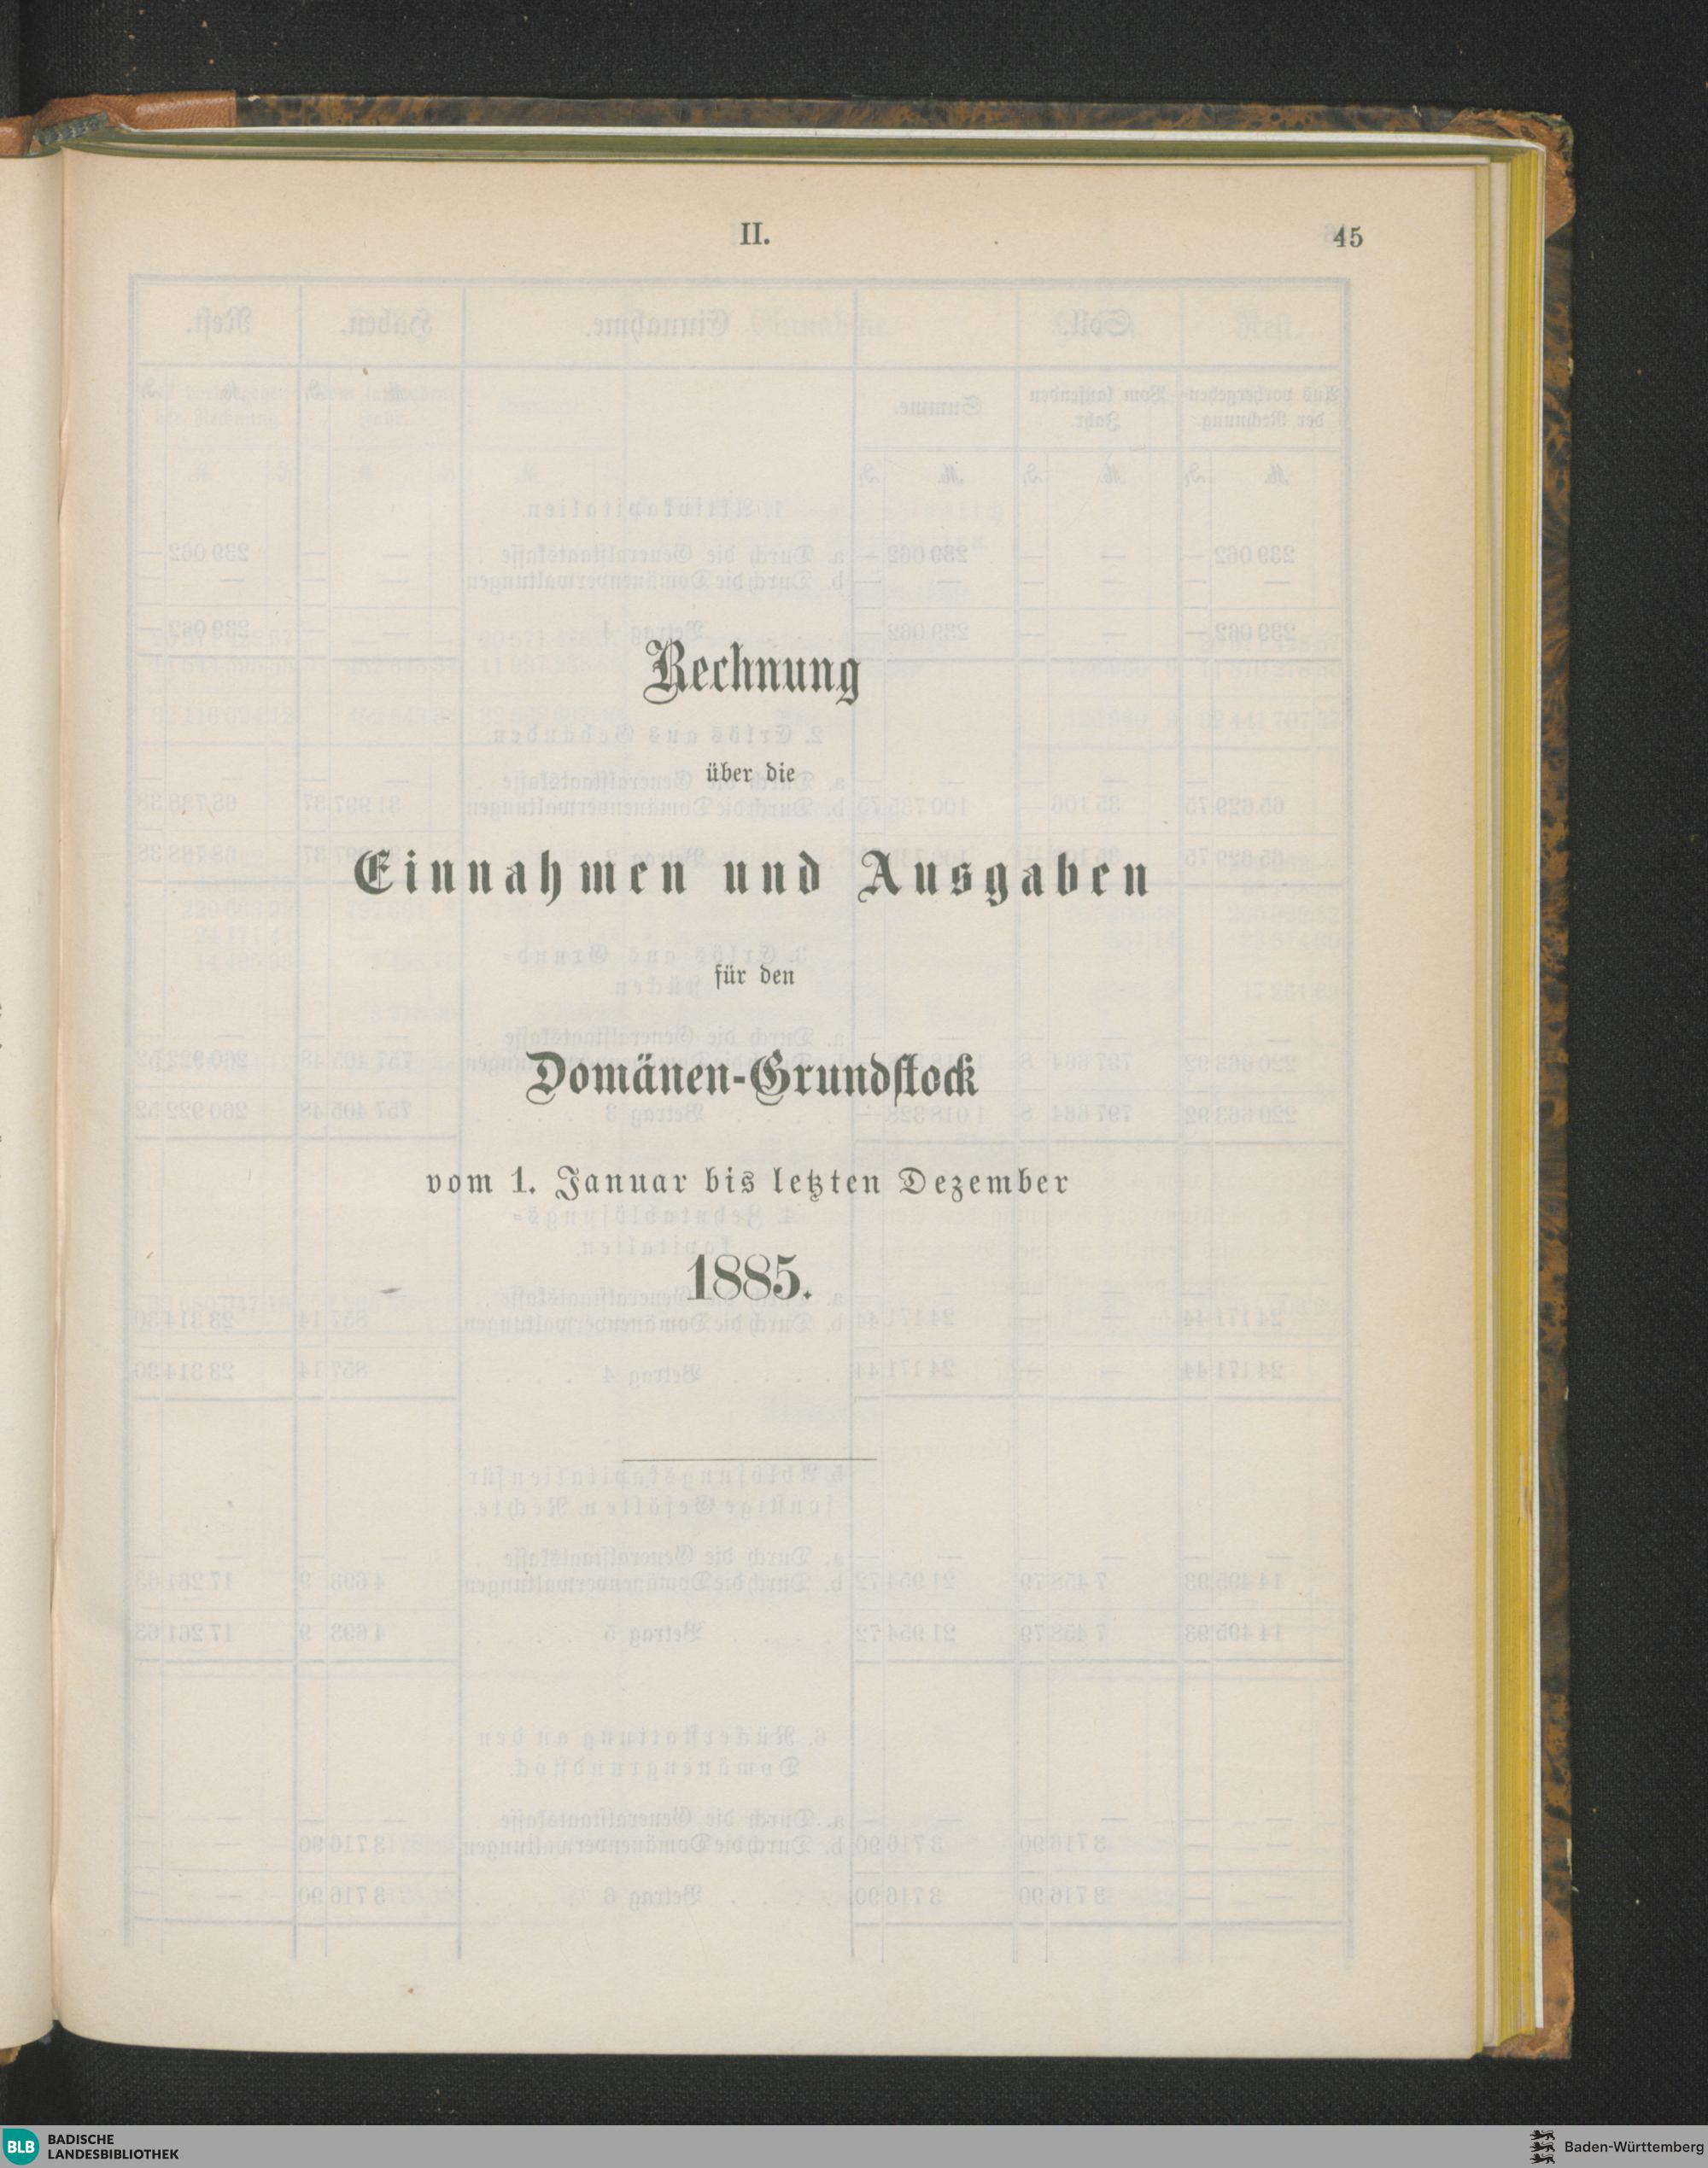 II.
45
Rechnung
über die
Einnahmen und Ausgaben
für den
Domänen-Grundstock
vom 1. Januar bis letzten Dezember
1885.
BLB BADISCHE
LANDESBIBLIOTHEK
Baden-Württemberg